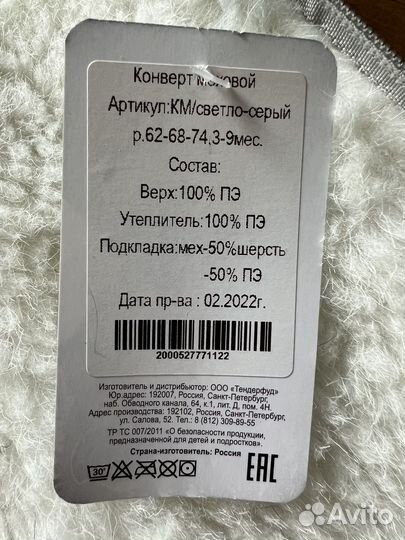 Конверт меховой
Артикул:КМ/светло-серый
р.62-68-74,3-9мес.
Состав:
Верх:100% ПЭ
Утеплитель:100% ПЭ
Подкладка:мех-50%шерсть
-50% ПЭ
Дата пр-ва : 02.2022г.
2000527771122
Изготовитель и дистрибьютор: ООО «Тендерфуд»
Юр.адрес: 192007, Россия, Санкт-Петербург,
наб. Обводного канала, 64, к.1, лит. Д, пом. 4Н.
Адрес производства: 192102, Россия, Санкт-Петербург,
ул. Салова, 52. Тел.: 8 (812) 309-89-55
ТР ТС 007/2011 «О безопасности продукции,
предназначенной для детей и подростков».
Страна-изготовитель: Россия
30°
EAC
Avito